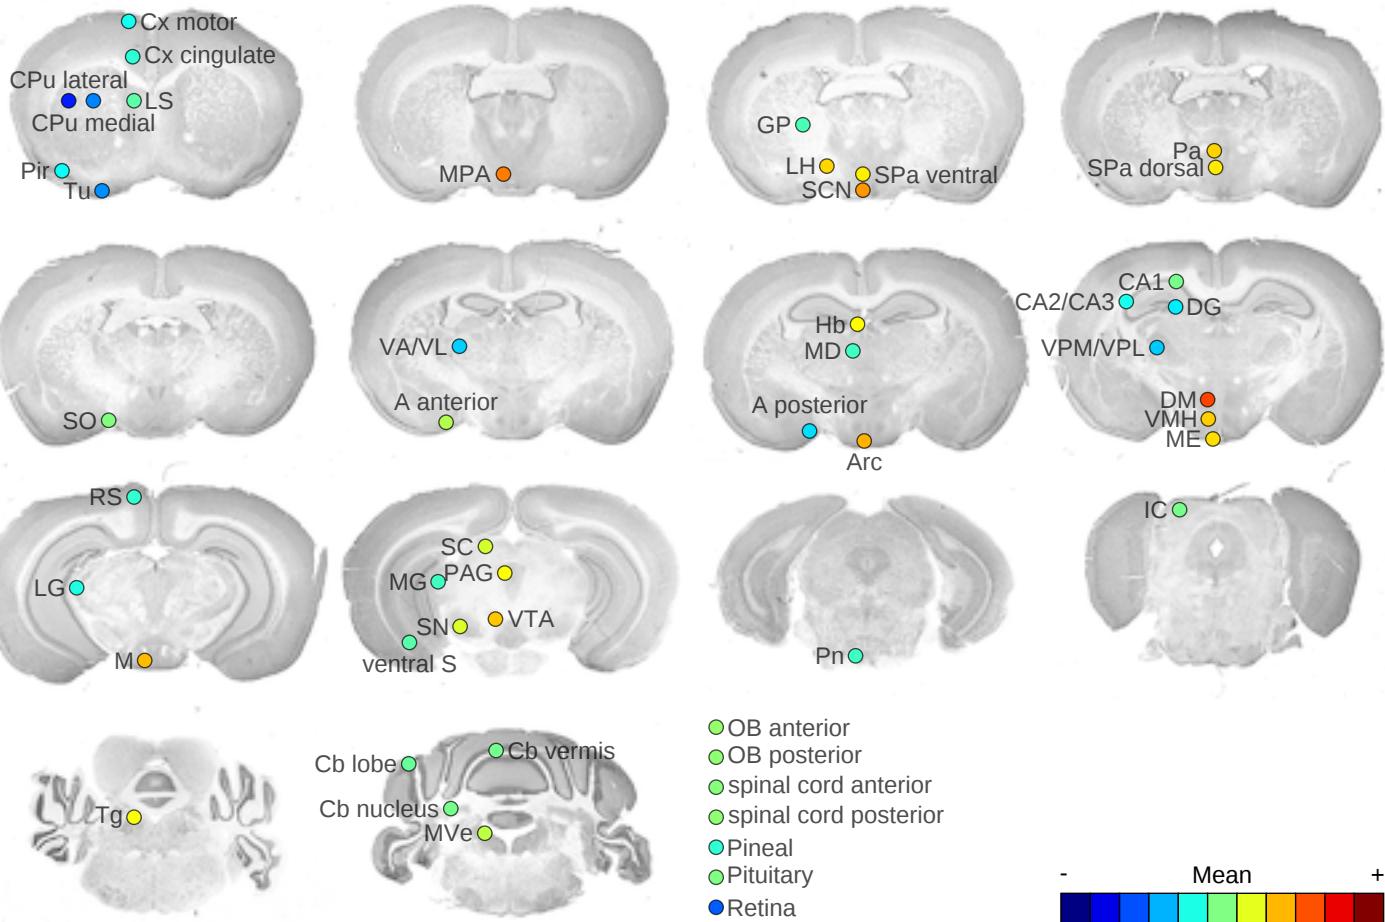 Cx motor
Cx cingulate
CPu lateral
LS
CPu medial
Pir
Tu
MPA
GP
LH
SPa ventral
SCN
Pa
SPa dorsal
SO
VA/VL
A anterior
Hb
MD
A posterior
Arc
CA1
CA2/CA3
DG
VPM/VPL
DM
VMH
ME
RS
LG
M
SC
MG
PAG
SN
VTA
ventral S
Pn
IC
Tg
Cb lobe
Cb vermis
Cb nucleus
MVe
OB anterior
OB posterior
spinal cord anterior
spinal cord posterior
Pineal
Pituitary
Retina
- Mean +